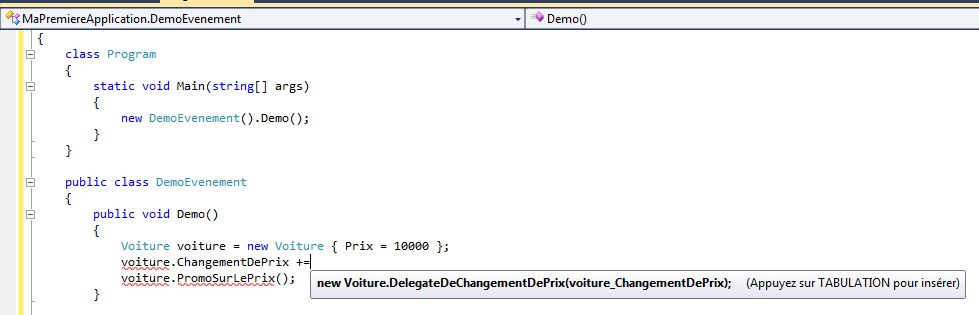 MaPremiereApplication.DemoEvenement Demo()
{
class Program
{
static void Main(string[] args)
{
new DemoEvenement().Demo();
}
}
public class DemoEvenement
{
public void Demo()
{
Voiture voiture = new Voiture { Prix = 10000 };
voiture.ChangementDePrix +=
voiture.PromoSurLePrix();
new Voiture.DelegateDeChangementDePrix(voiture_ChangementDePrix); (Appuyez sur TABULATION pour insérer)
}